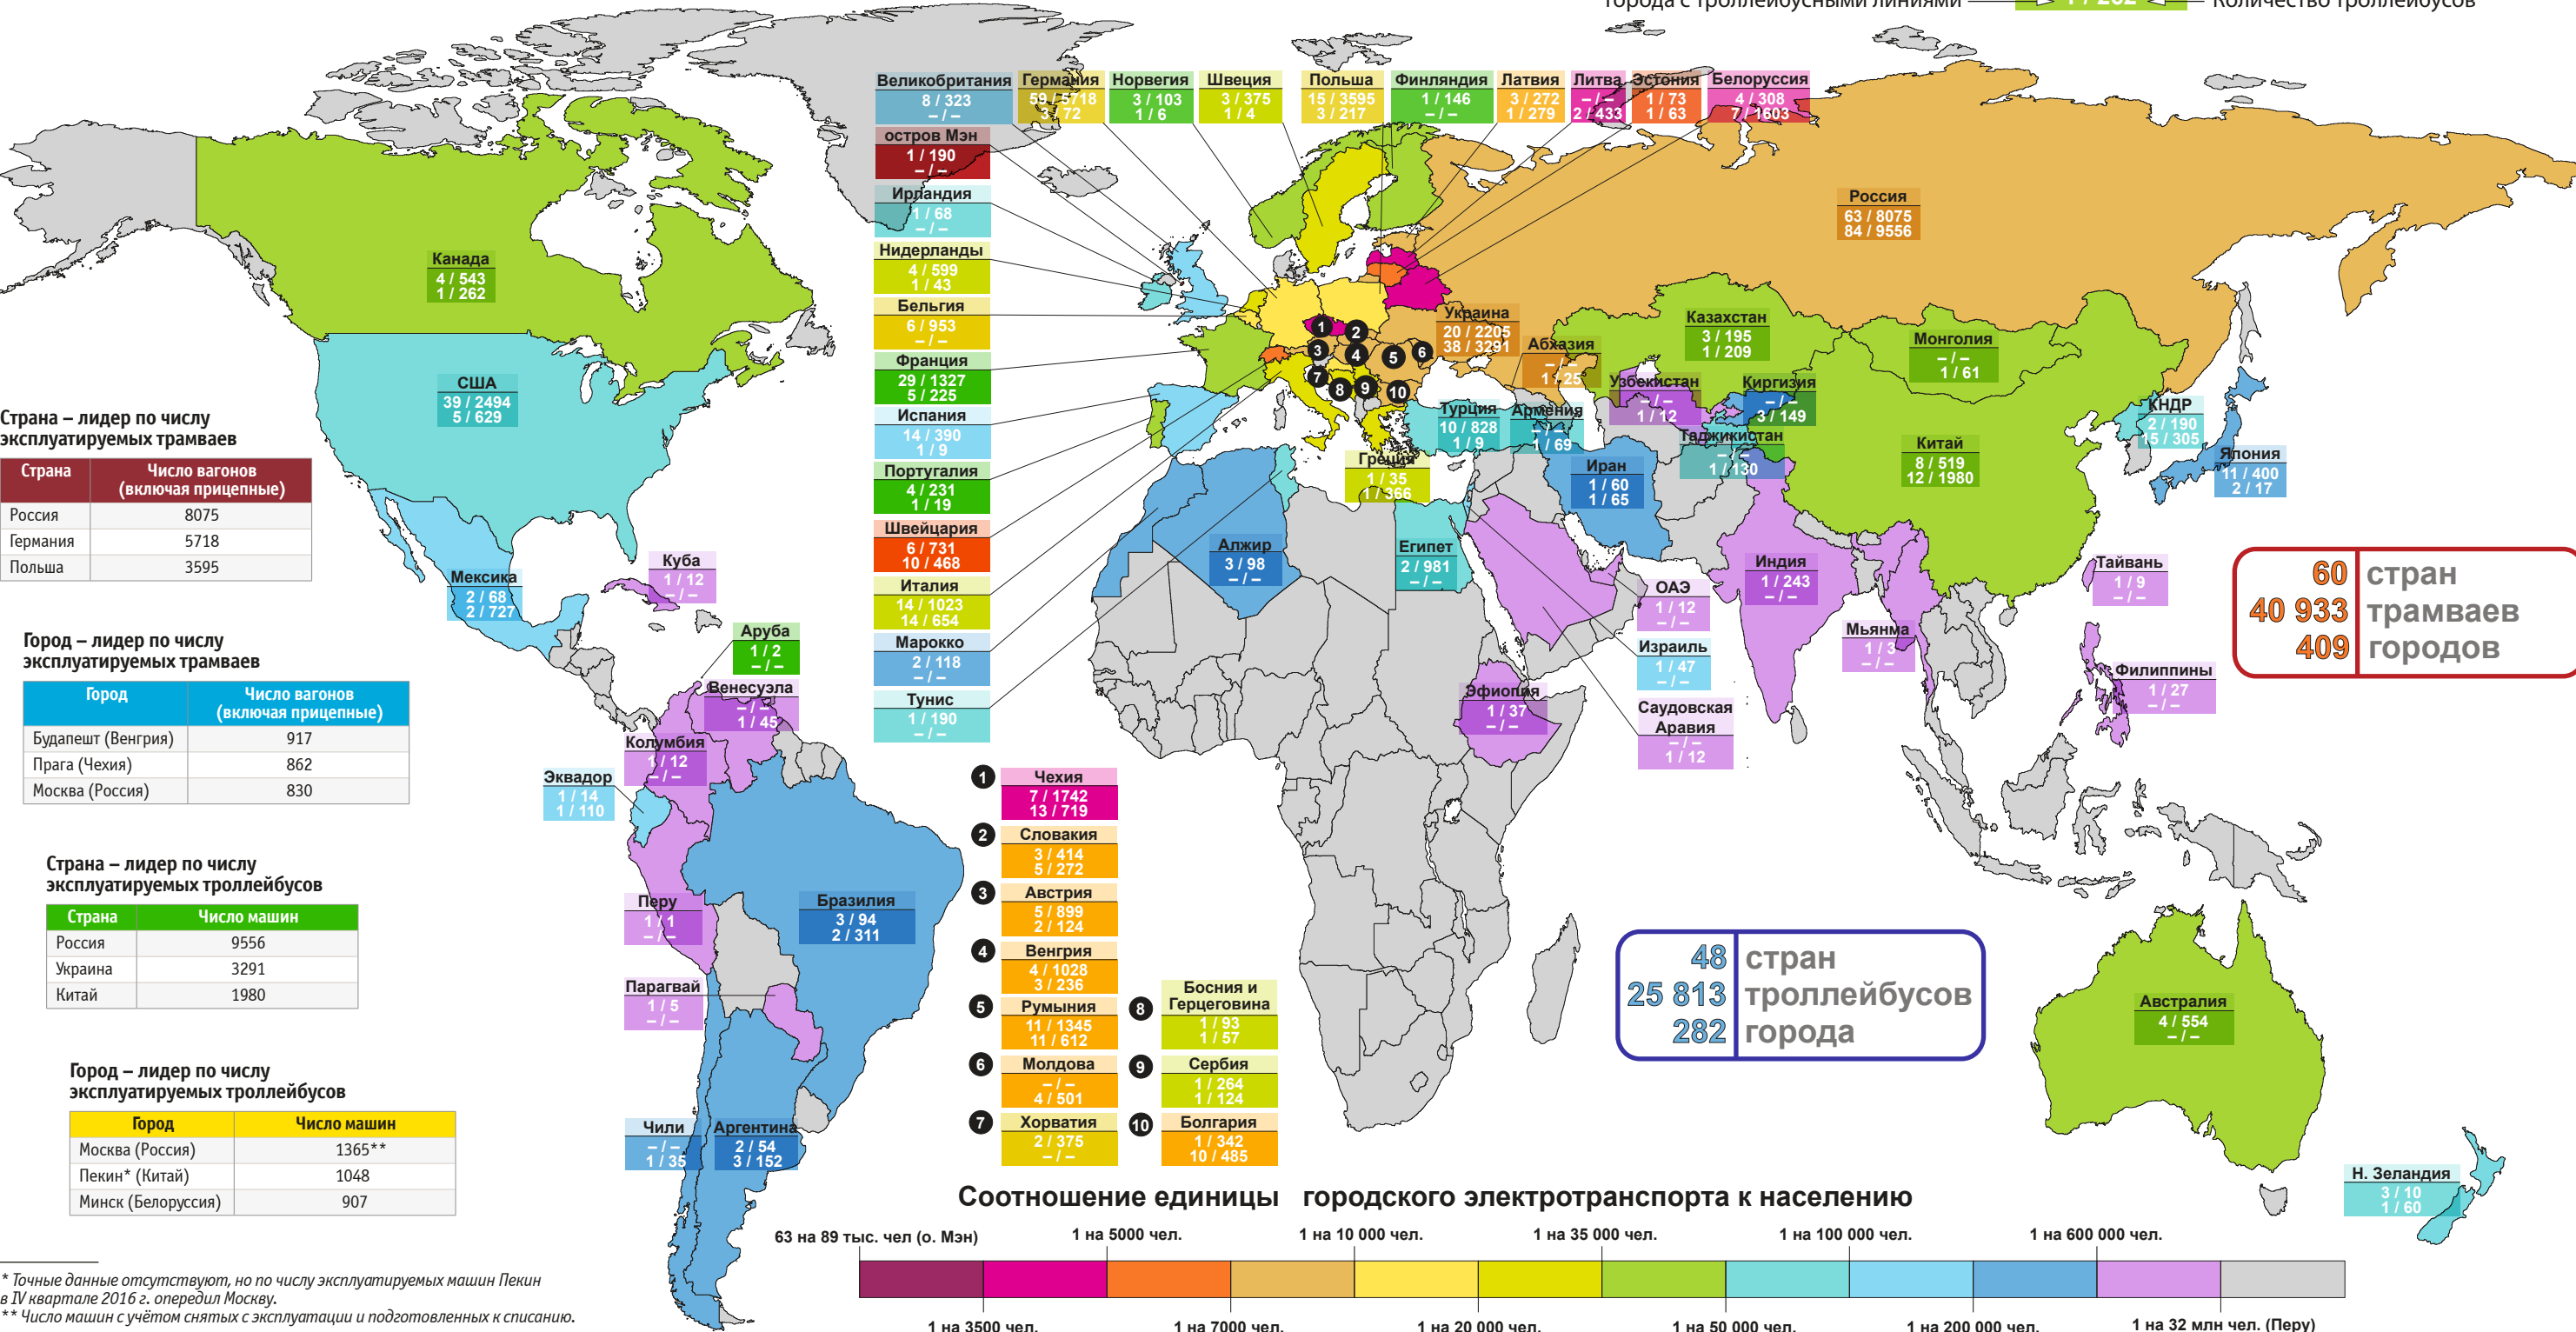 города с троллейбусными линиями
1 / 262
Количество троллейбусов
Великобритания
8 / 323
– / –
Германия
59 / 5718
3 / 72
Норвегия
3 / 103
1 / 6
Швеция
3 / 375
1 / 4
Польша
15 / 3595
3 / 217
Финляндия
1 / 146
– / –
Латвия
3 / 272
1 / 279
Литва
– / –
2 / 433
Эстония
1 / 73
1 / 63
Белоруссия
4 / 308
7 / 1603
остров Мэн
1 / 190
– / –
Ирландия
1 / 68
– / –
Нидерланды
4 / 599
1 / 43
Бельгия
6 / 953
– / –
Франция
29 / 1327
5 / 225
Испания
14 / 390
1 / 9
Португалия
4 / 231
1 / 19
Швейцария
6 / 731
10 / 468
Италия
14 / 1023
14 / 654
Марокко
2 / 118
– / –
Тунис
1 / 190
– / –
Россия
63 / 8075
84 / 9556
Канада
4 / 543
1 / 262
США
39 / 2494
5 / 629
Мексика
2 / 68
2 / 727
Куба
1 / 12
– / –
Аруба
1 / 2
– / –
Венесуэла
– / –
1 / 45
Колумбия
1 / 12
– / –
Эквадор
1 / 14
1 / 110
Перу
1 / 1
– / –
Бразилия
3 / 94
2 / 311
Парагвай
1 / 5
– / –
Чили
– / –
1 / 35
Аргентина
2 / 54
3 / 152
Украина
20 / 2205
38 / 3291
Абхазия
– / –
1 / 25
Казахстан
3 / 195
1 / 209
Монголия
– / –
1 / 61
Узбекистан
– / –
1 / 12
Киргизия
– / –
3 / 149
Турция
10 / 828
1 / 9
Армения
– / –
1 / 69
Таджикистан
– / –
1 / 130
Греция
1 / 35
1 / 366
Иран
1 / 60
1 / 65
Китай
8 / 519
12 / 1980
КНДР
2 / 190
15 / 305
Япония
11 / 400
2 / 17
Алжир
3 / 98
– / –
Египет
2 / 981
– / –
ОАЭ
1 / 12
– / –
Израиль
1 / 47
– / –
Саудовская
Аравия
– / –
1 / 12
Эфиопия
1 / 37
– / –
Индия
1 / 243
– / –
Мьянма
1 / 3
– / –
Тайвань
1 / 9
– / –
Филиппины
1 / 27
– / –
Австралия
4 / 554
– / –
Н. Зеландия
3 / 10
1 / 60
1
2
3
4
5
6
7
8
9
10
1
Чехия
7 / 1742
13 / 719
2
Словакия
3 / 414
5 / 272
3
Австрия
5 / 899
2 / 124
4
Венгрия
4 / 1028
3 / 236
5
Румыния
11 / 1345
11 / 612
6
Молдова
– / –
4 / 501
7
Хорватия
2 / 375
– / –
8
Босния и
Герцеговина
1 / 93
1 / 57
9
Сербия
1 / 264
1 / 124
10
Болгария
1 / 342
10 / 485
60 стран
40 933 трамваев
409 городов
48 стран
25 813 троллейбусов
282 города
Страна – лидер по числу
эксплуатируемых трамваев
Страна Число вагонов
(включая прицепные)
Россия 8075
Германия 5718
Польша 3595
Город – лидер по числу
эксплуатируемых трамваев
Город Число вагонов
(включая прицепные)
Будапешт (Венгрия) 917
Прага (Чехия) 862
Москва (Россия) 830
Страна – лидер по числу
эксплуатируемых троллейбусов
Страна Число машин
Россия 9556
Украина 3291
Китай 1980
Город – лидер по числу
эксплуатируемых троллейбусов
Город Число машин
Москва (Россия) 1365**
Пекин* (Китай) 1048
Минск (Белоруссия) 907
* Точные данные отсутствуют, но по числу эксплуатируемых машин Пекин
в IV квартале 2016 г. опередил Москву.
** Число машин с учётом снятых с эксплуатации и подготовленных к списанию.
Соотношение единицы городского электротранспорта к населению
63 на 89 тыс. чел (о. Мэн)
1 на 5000 чел.
1 на 10 000 чел.
1 на 35 000 чел.
1 на 100 000 чел.
1 на 600 000 чел.
1 на 3500 чел.
1 на 7000 чел.
1 на 20 000 чел.
1 на 50 000 чел.
1 на 200 000 чел.
1 на 32 млн чел. (Перу)